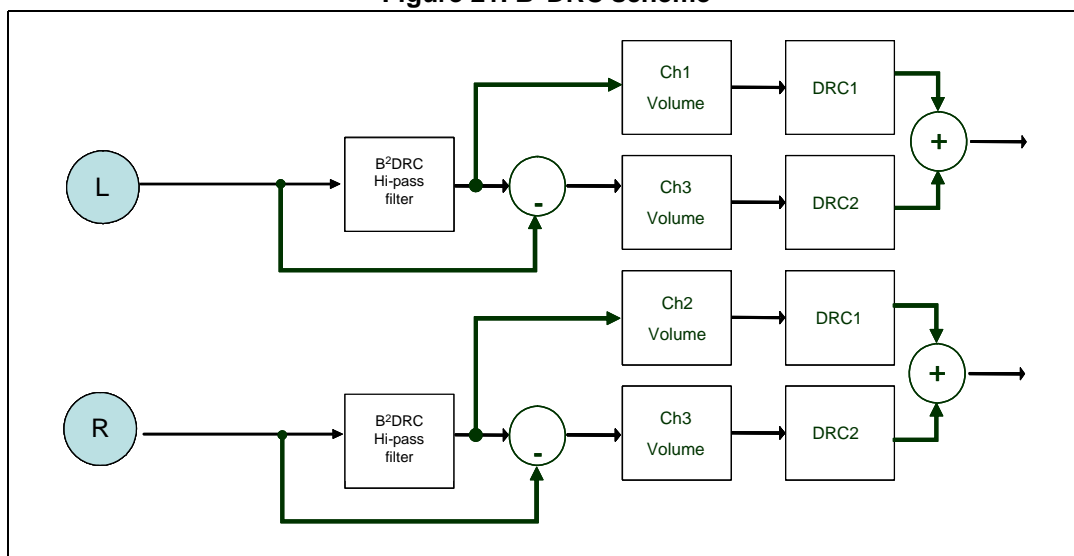 L
B²DRC
Hi-pass
filter
-
Ch1
Volume
DRC1
Ch3
Volume
DRC2
+
R
B²DRC
Hi-pass
filter
-
Ch2
Volume
DRC1
Ch3
Volume
DRC2
+